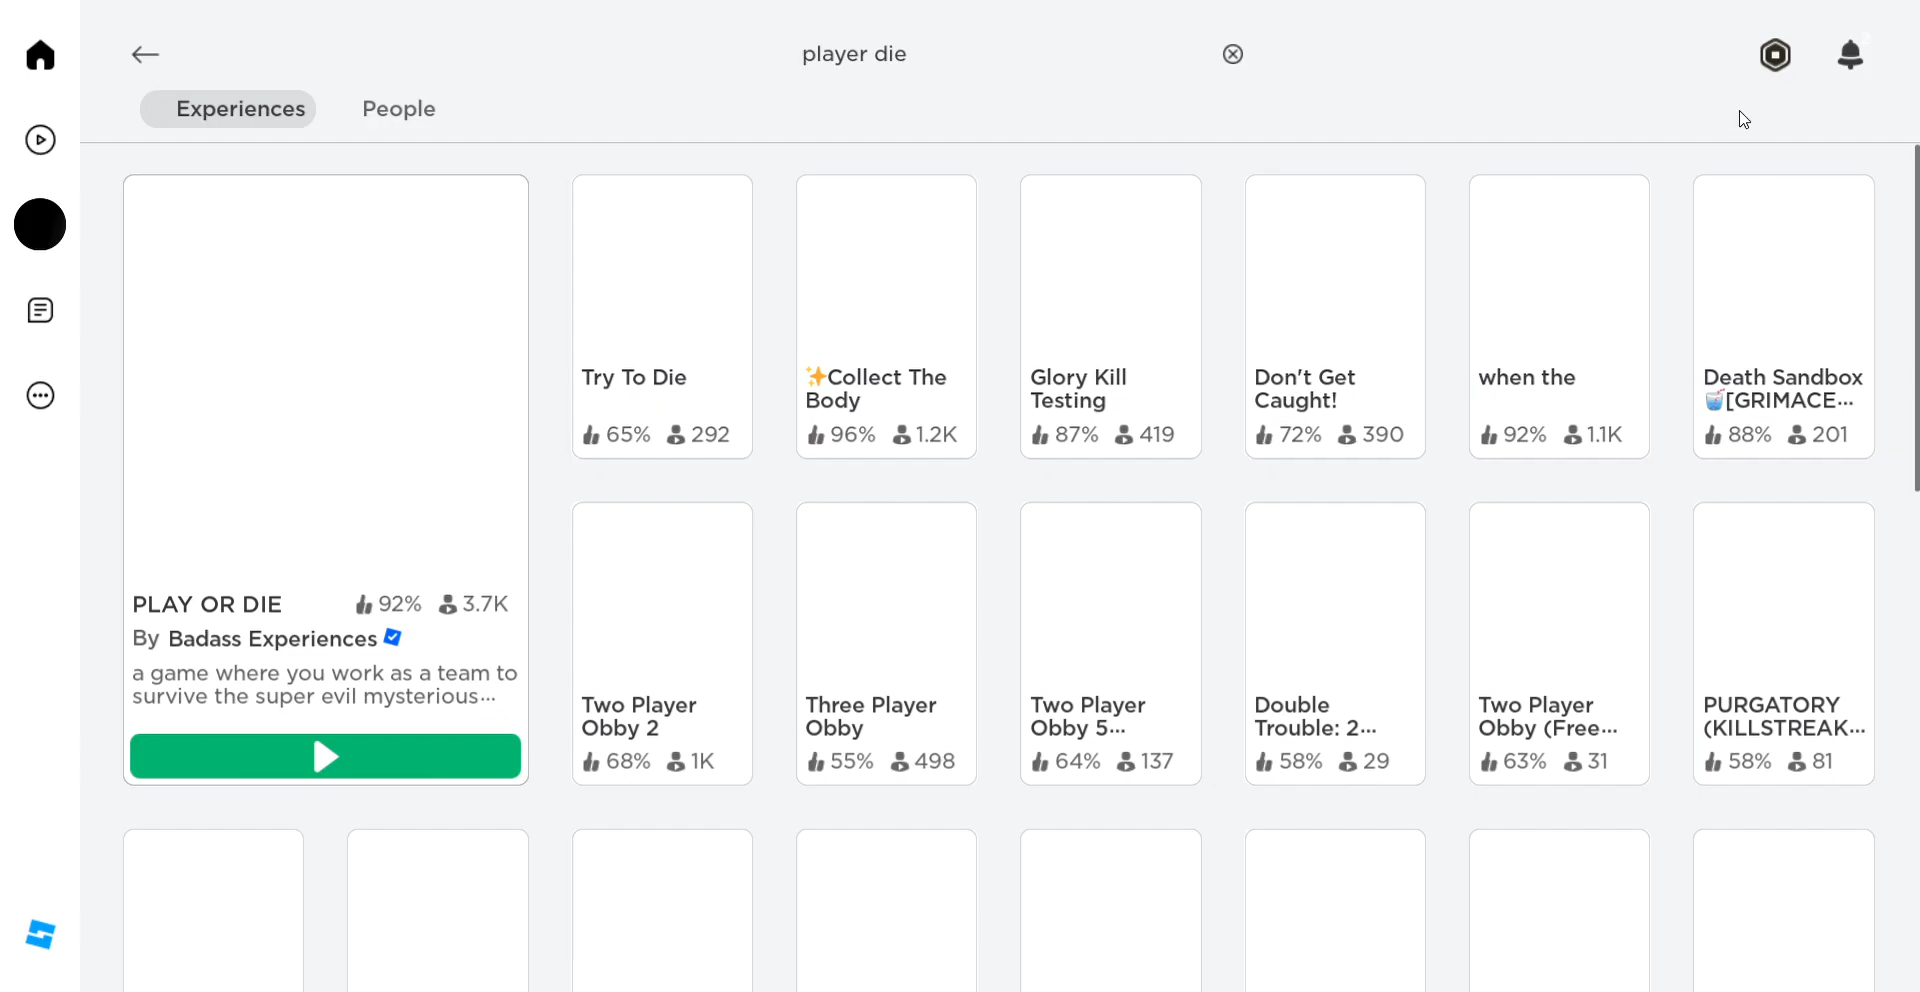 player die
Experiences People
PLAY OR DIE 92% 3.7K
By Badass Experiences
a game where you work as a team to
survive the super evil mysterious...
Try To Die
65% 292
✨Collect The
Body
96% 1.2K
Glory Kill
Testing
87% 419
Don't Get
Caught!
72% 390
when the
92% 1.1K
Death Sandbox
🥤[GRIMACE...
88% 201
Two Player
Obby 2
68% 1K
Three Player
Obby
55% 498
Two Player
Obby 5...
64% 137
Double
Trouble: 2...
58% 29
Two Player
Obby (Free...
63% 31
PURGATORY
(KILLSTREAK...
58% 81